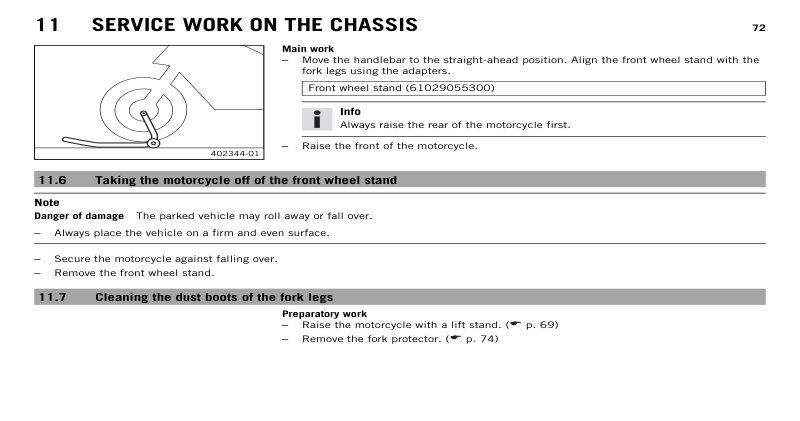 11 SERVICE WORK ON THE CHASSIS 72
402344-01
Main work
– Move the handlebar to the straight-ahead position. Align the front wheel stand with the
fork legs using the adapters.
Front wheel stand (61029055300)
Info
Always raise the rear of the motorcycle first.
– Raise the front of the motorcycle.
11.6 Taking the motorcycle off of the front wheel stand
Note
Danger of damage The parked vehicle may roll away or fall over.
– Always place the vehicle on a firm and even surface.
– Secure the motorcycle against falling over.
– Remove the front wheel stand.
11.7 Cleaning the dust boots of the fork legs
Preparatory work
– Raise the motorcycle with a lift stand. (☛ p. 69)
– Remove the fork protector. (☛ p. 74)